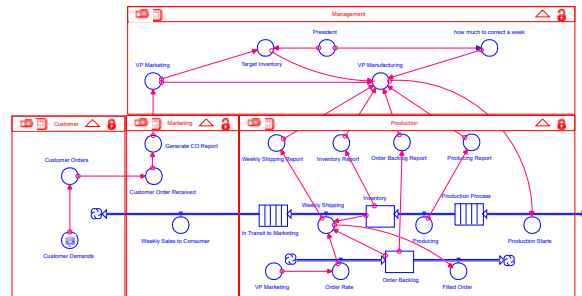 Management
President
how much to correct a week
VP Marketing
Target Inventory
VP Manufacturing
Customer
Marketing
Production
Generate CO Report
Weekly Shipping Report
Inventory Report
Order Backlog Report
Producing Report
Customer Orders
Customer Order Received
Weekly Shipping
Inventory
Production Process
In Transit to Marketing
Weekly Sales to Consumer
Producing
Production Starts
Customer Demands
VP Marketing
Order Rate
Order Backlog
Filled Order